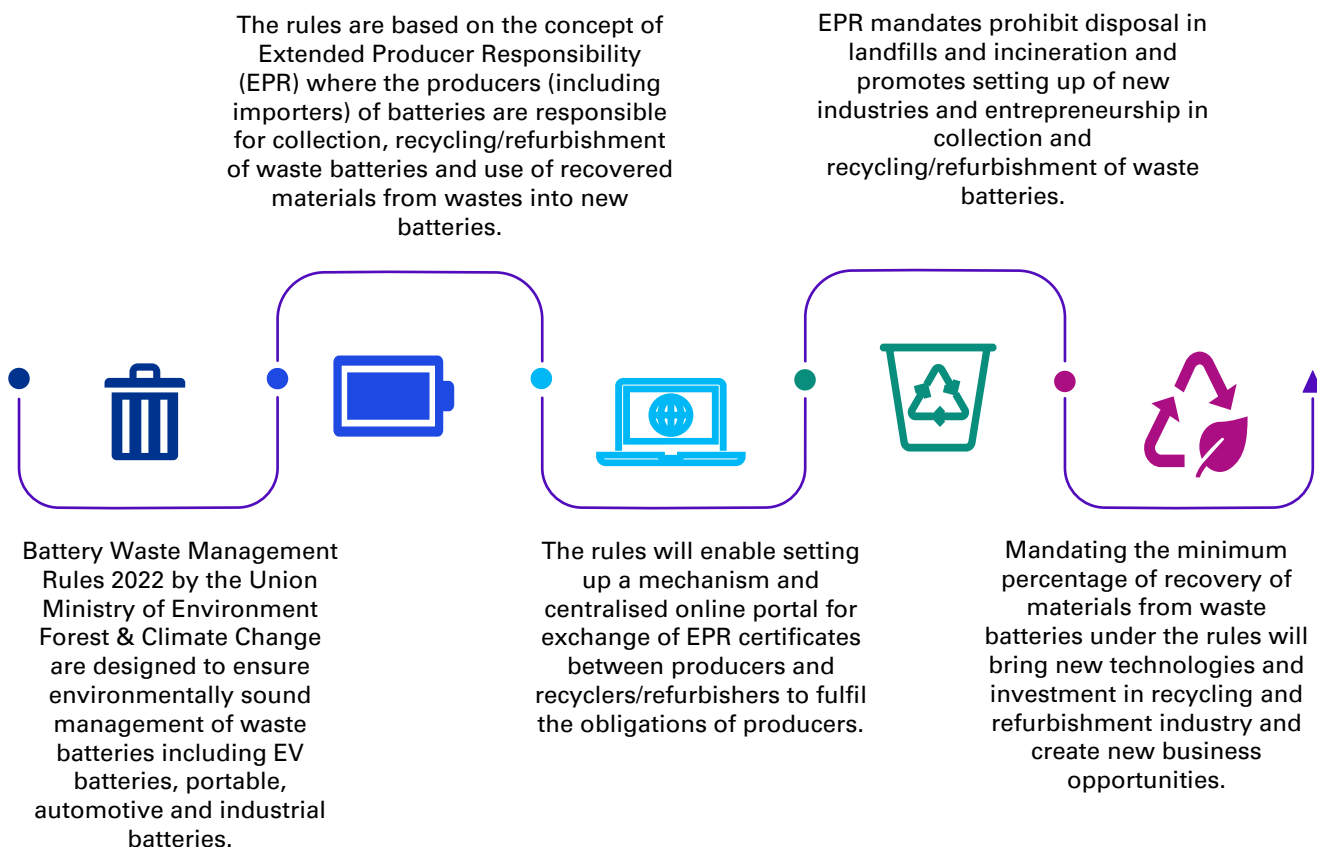 Battery Waste Management
Rules 2022 by the Union
Ministry of Environment
Forest & Climate Change
are designed to ensure
environmentally sound
management of waste
batteries including EV
batteries, portable,
automotive and industrial
batteries.
The rules are based on the concept of
Extended Producer Responsibility
(EPR) where the producers (including
importers) of batteries are responsible
for collection, recycling/refurbishment
of waste batteries and use of recovered
materials from wastes into new
batteries.
The rules will enable setting
up a mechanism and
centralised online portal for
exchange of EPR certificates
between producers and
recyclers/refurbishers to fulfil
the obligations of producers.
EPR mandates prohibit disposal in
landfills and incineration and
promotes setting up of new
industries and entrepreneurship in
collection and
recycling/refurbishment of waste
batteries.
Mandating the minimum
percentage of recovery of
materials from waste
batteries under the rules will
bring new technologies and
investment in recycling and
refurbishment industry and
create new business
opportunities.